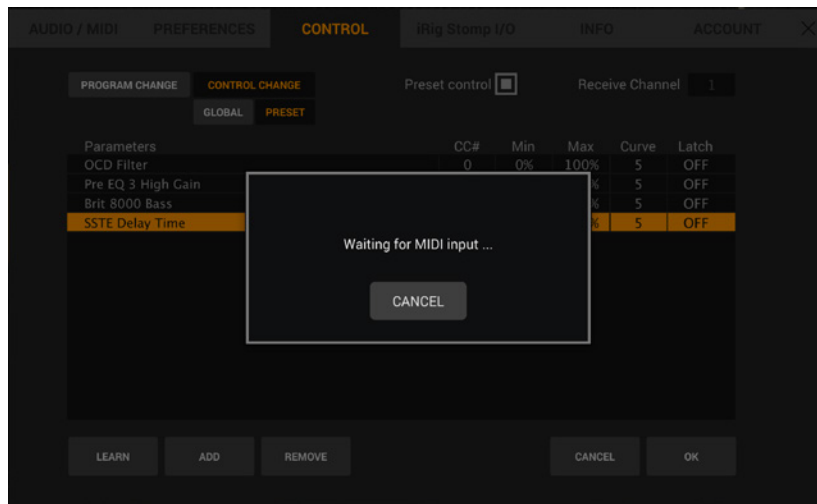 AUDIO / MIDI PREFERENCES CONTROL iRig Stomp I/O INFO ACCOUNT
PROGRAM CHANGE CONTROL CHANGE Preset control Receive Channel 1
GLOBAL PRESET
Parameters CC# Min Max Curve Latch
OCD Filter 0 0% 100% 5 OFF
Pre EQ 3 High Gain % 5 OFF
Brit 8000 Bass % 5 OFF
SSTE Delay Time % 5 OFF
Waiting for MIDI input ...
CANCEL
LEARN ADD REMOVE CANCEL OK